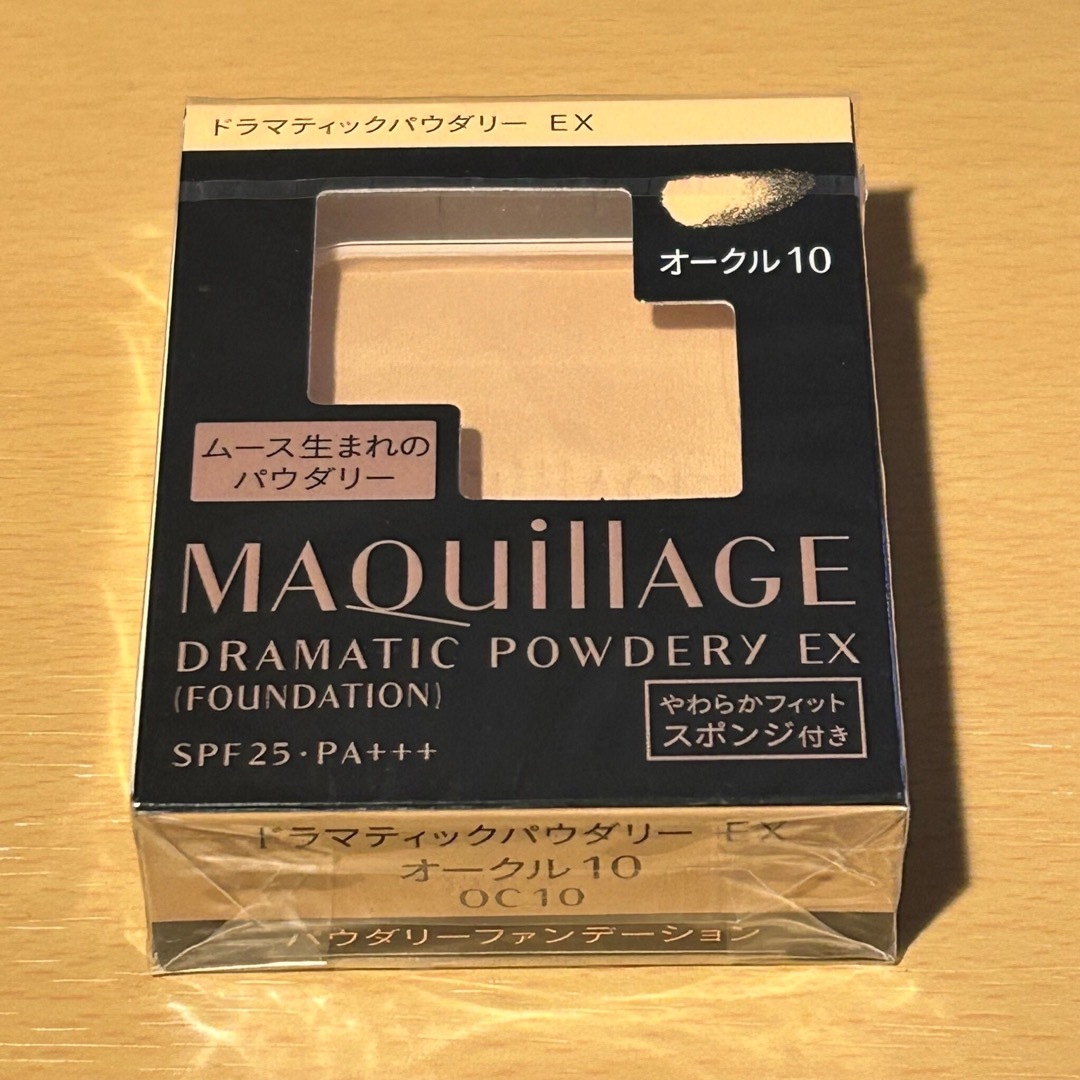 ドラマティックパウダリー EX
オークル10
ムース生まれの
パウダリー
MAQuillAGE
DRAMATIC POWDERY EX
(FOUNDATION)
SPF25・PA+++
やわらかフィット
スポンジ付き
ドラマティックパウダリー EX
オークル10
OC10
パウダリーファンデーション